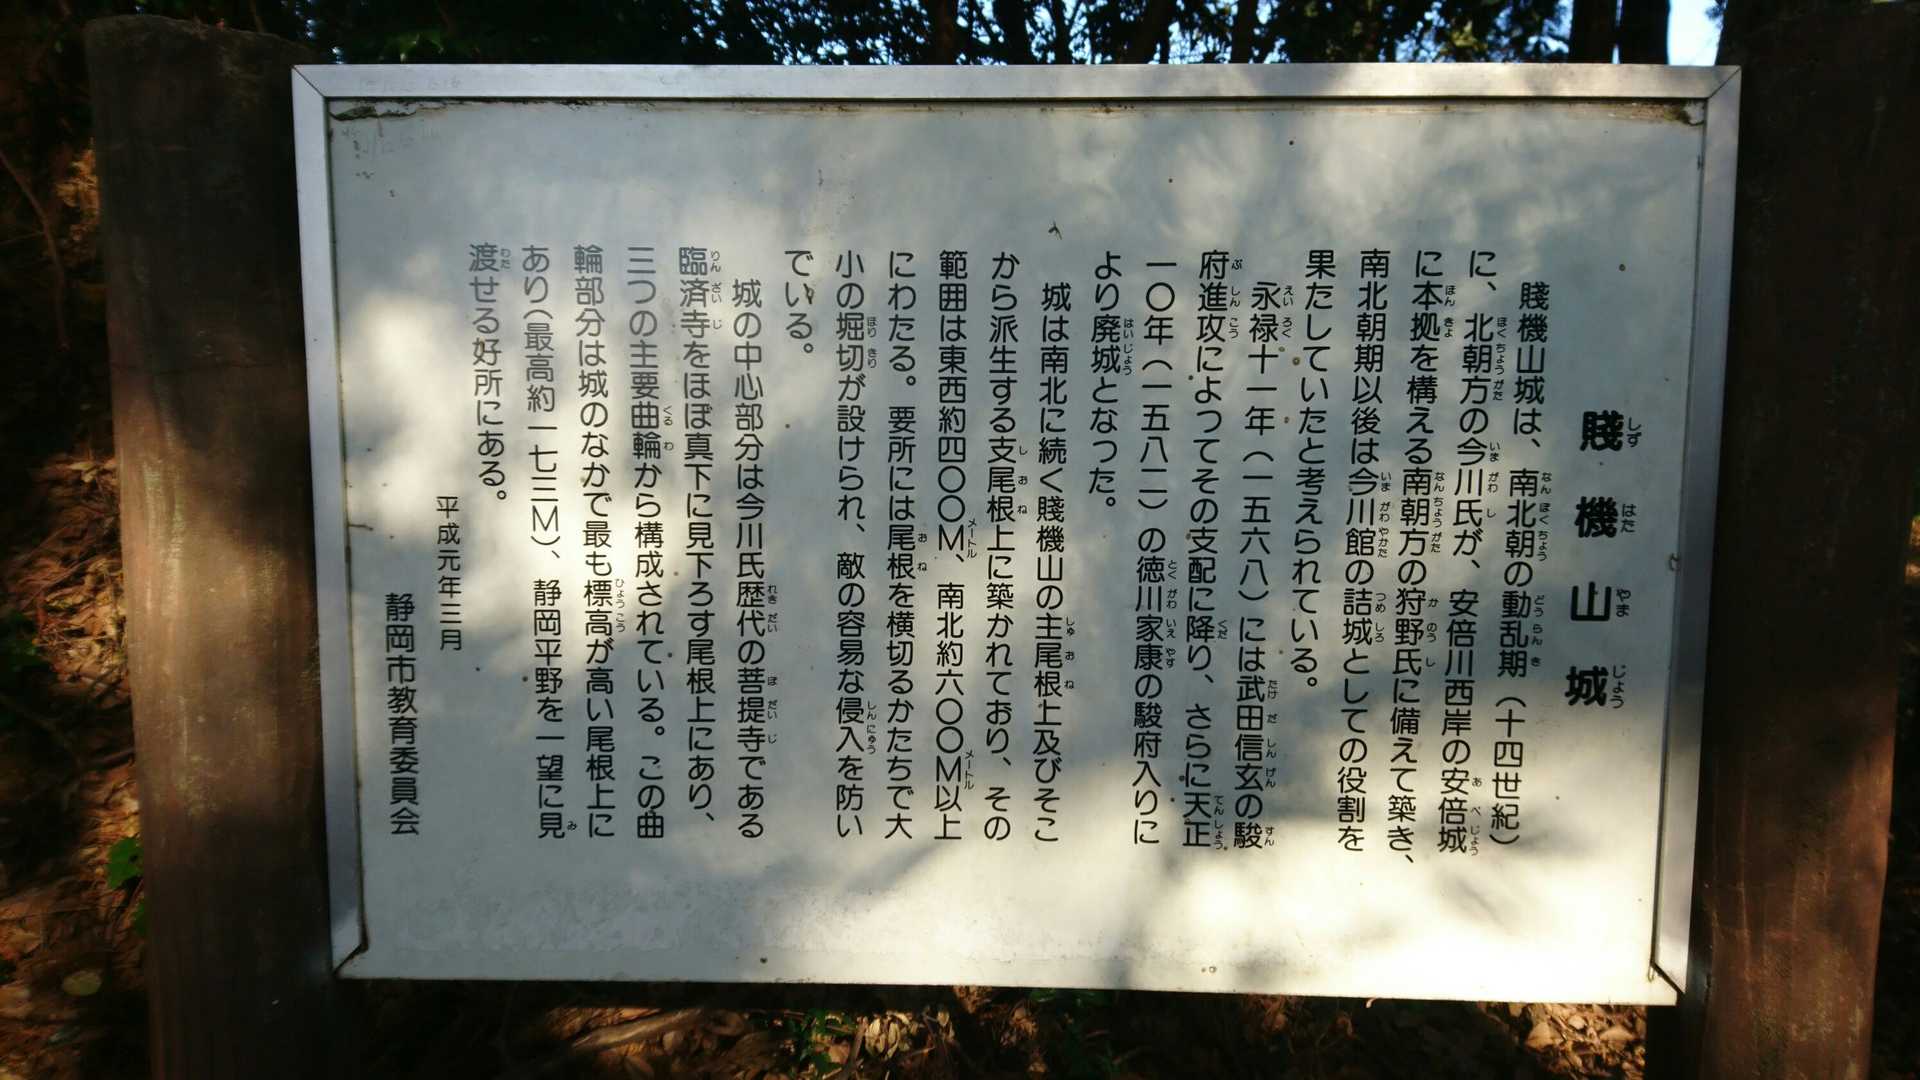 賤機山城
賤機山城は、南北朝の動乱期（十四世紀）
に、北朝方の今川氏が、安倍川西岸の安倍城
に本拠を構える南朝方の狩野氏に備えて築き、
南北朝期以後は今川館の詰城としての役割を
果たしていたと考えられている。
永禄十一年（一五六八）には武田信玄の駿
府進攻によってその支配に降り、さらに天正
一〇年（一五八二）の徳川家康の駿府入りに
より廃城となった。
城は南北に続く賤機山の主尾根上及びそこ
から派生する支尾根上に築かれており、その
範囲は東西約四〇〇M、南北約六〇〇M以上
にわたる。要所には尾根を横切るかたちで大
小の堀切が設けられ、敵の容易な侵入を防い
でいる。
城の中心部分は今川氏歴代の菩提寺である
臨済寺をほぼ真下に見下ろす尾根上にあり、
三つの主要曲輪から構成されている。この曲
輪部分は城のなかで最も標高が高い尾根上に
あり（最高約一七三M）、静岡平野を一望に見
渡せる好所にある。
平成元年三月
静岡市教育委員会